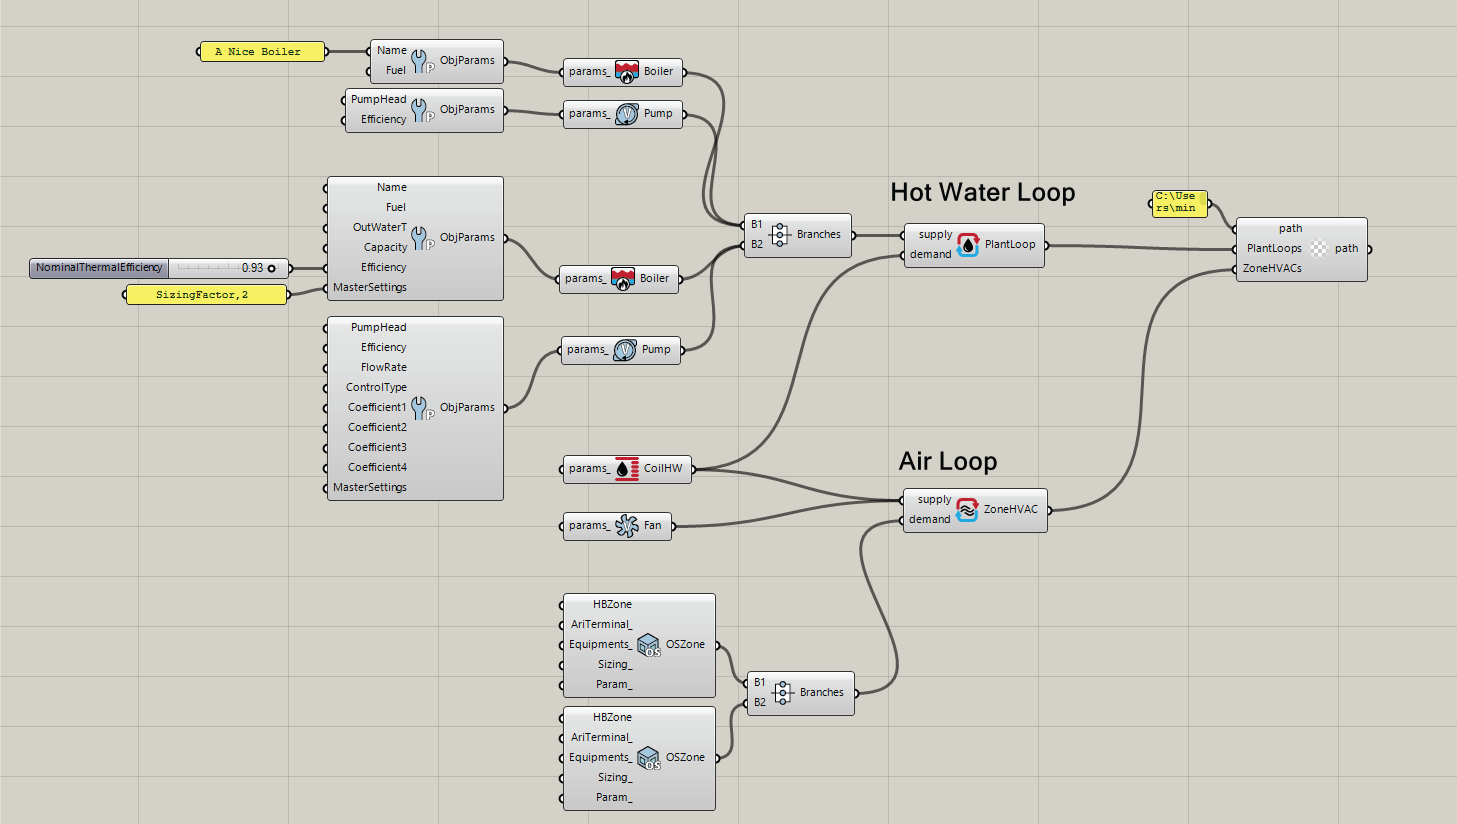 A Nice Boiler
Name
Fuel
ObjParams
PumpHead
Efficiency
ObjParams
params_ Boiler
params_ V Pump
Name
Fuel
OutWaterT
Capacity
Efficiency
MasterSettings
ObjParams
NominalThermalEfficiency 0.93
SizingFactor,2
params_ Boiler
PumpHead
Efficiency
FlowRate
ControlType
Coefficient1
Coefficient2
Coefficient3
Coefficient4
MasterSettings
ObjParams
params_ V Pump
B1
B2
Branches
Hot Water Loop
supply
demand
PlantLoop
C:\Use
rs\min
path
PlantLoops
ZoneHVACs
path
params_ CoilHW
params_ V Fan
Air Loop
supply
demand
ZoneHVAC
HBZone
AriTerminal_
Equipments_
Sizing_
Param_
OS
OSZone
HBZone
AriTerminal_
Equipments_
Sizing_
Param_
OS
OSZone
B1
B2
Branches